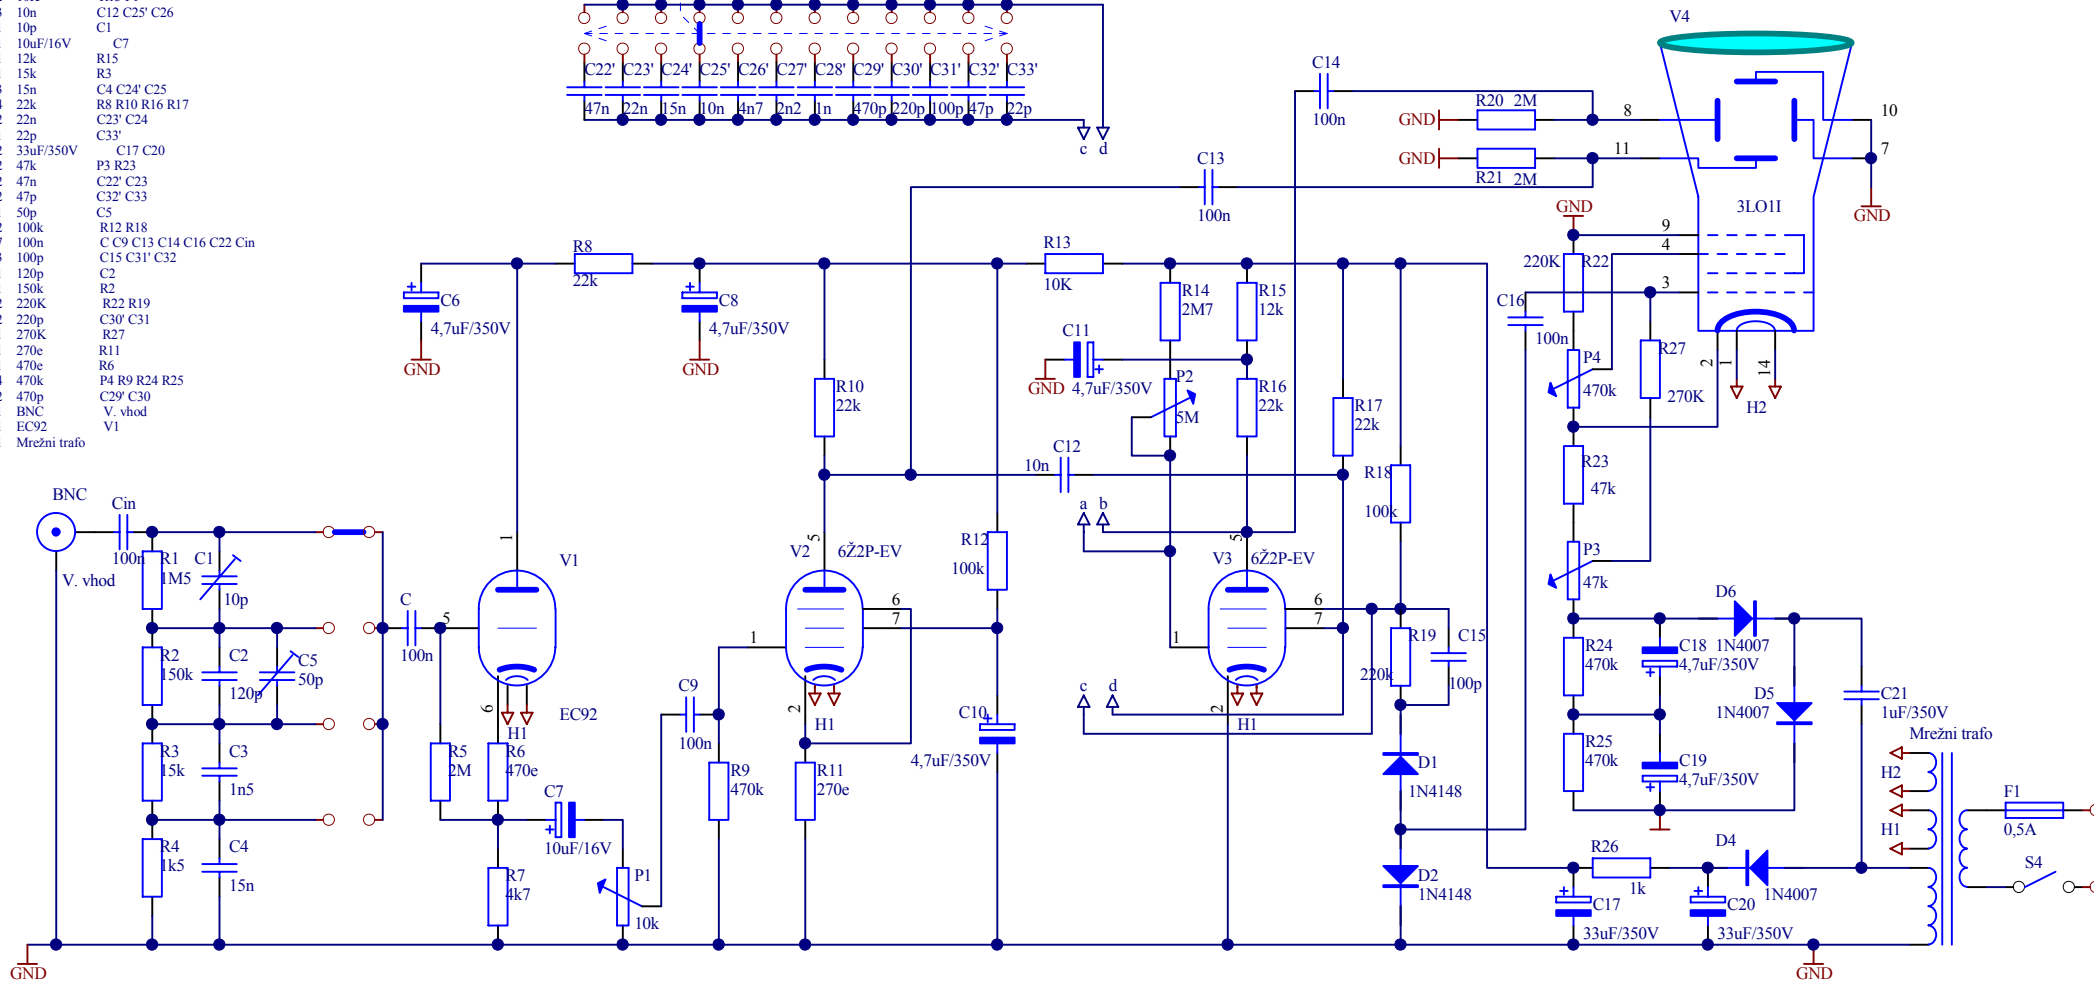 10n C12 C25' C26
10p C1
10uF/16V C7
12k R15
15k R3
15n C4 C24' C25
22k R8 R10 R16 R17
22n C23' C24
22p C33'
33uF/350V C17 C20
47k P3 R23
47n C22' C23
47p C32' C33
50p C5
100k R12 R18
100n C C9 C13 C14 C16 C22 Cin
100p C15 C31' C32
120p C2
150k R2
220K R22 R19
220p C30' C31
270K R27
270e R11
470e R6
470k P4 R9 R24 R25
470p C29' C30
BNC V. vhod
EC92 V1
Mrežni trafo
C22' C23' C24' C25' C26' C27' C28' C29' C30' C31' C32' C33'
47n 22n 15n 10n 4n7 2n2 1n 470p 220p 100p 47p 22p
c d
C14
100n
C13
100n
GND
R20 2M
8
GND
R21 2M
11
V4
10
7
GND
3LO1I
GND
9
4
3
220K R22
C16
100n
P4
470k
R27
270K
2
1
14
H2
R23
47k
P3
47k
R8
22k
C6
4,7uF/350V
GND
C8
4,7uF/350V
GND
R10
22k
R13
10K
R14
2M7
R15
12k
C11
4,7uF/350V
GND
P2
5M
R16
22k
R17
22k
C12
10n
R18
100k
a b
BNC
V. vhod
Cin
100n
R1
1M5
C1
10p
R2
150k
C2
120p
C5
50p
R3
15k
C3
1n5
R4
1k5
C4
15n
GND
C
100n
5
1
V1
6
H1
EC92
R5
2M
R6
470e
C7
10uF/16V
R7
4k7
P1
10k
C9
100n
R9
470k
V2
5
6Ž2P-EV
6
7
1
2
H1
R11
270e
R12
100k
C10
4,7uF/350V
V3
5
6Ž2P-EV
6
7
1
2
H1
c d
R19
220k
C15
100p
D1
1N4148
D2
1N4148
D6
1N4007
R24
470k
C18
4,7uF/350V
D5
1N4007
C21
1uF/350V
R25
470k
C19
4,7uF/350V
Mrežni trafo
H2
H1
F1
0,5A
S4
R26
1k
D4
1N4007
C17
33uF/350V
C20
33uF/350V
GND